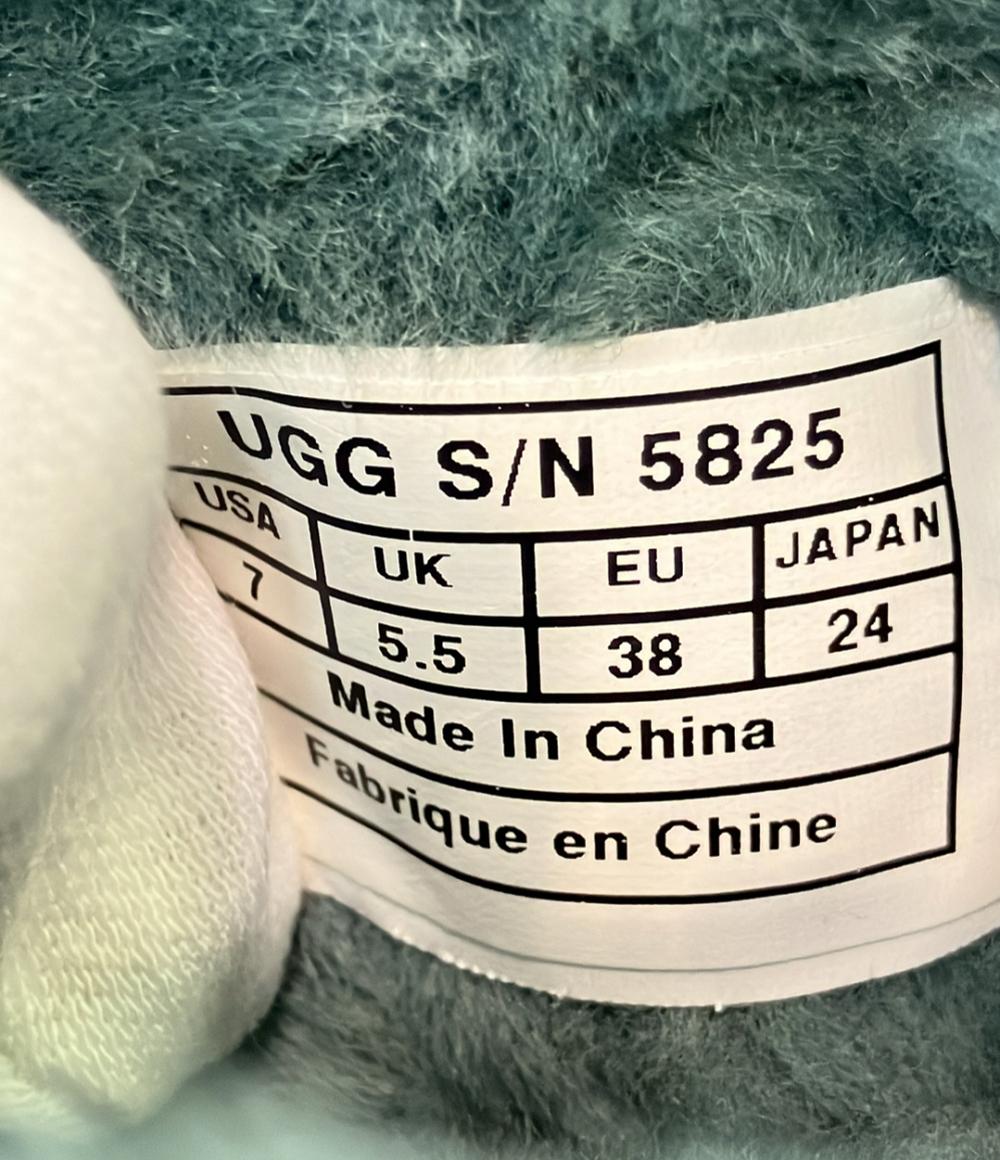 UGG S/N 5825
USA UK EU JAPAN
7 5.5 38 24
Made In China
Fabrique en Chine